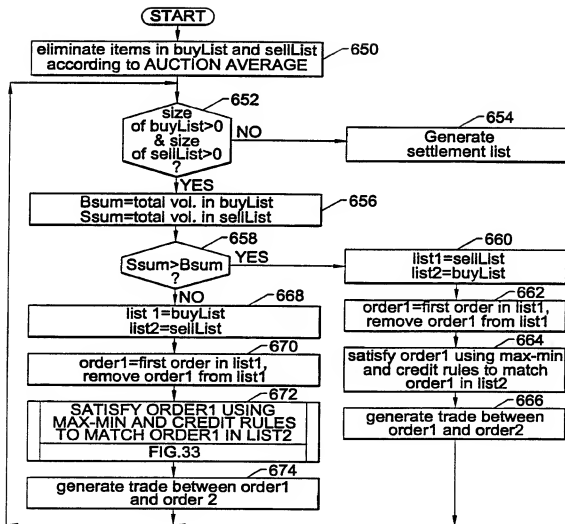 START
650
eliminate items in buyList and sellList
according to AUCTION AVERAGE
652
size
of buyList>0
& size
of sellList>0
?
NO
654
Generate
settlement list
YES
656
Bsum=total vol. in buyList
Ssum=total vol. in sellList
658
Ssum>Bsum
?
YES
660
list1=sellList
list2=buyList
NO
662
order1=first order in list1,
remove order1 from list1
664
satisfy order1 using max-min
and credit rules to match
order1 in list2
666
generate trade between
order1 and order2
668
list 1=buyList
list2=sellList
670
order1=first order in list1,
remove order1 from list1
672
SATISFY ORDER1 USING
MAX-MIN AND CREDIT RULES
TO MATCH ORDER1 IN LIST2
FIG.33
674
generate trade between order1
and order 2